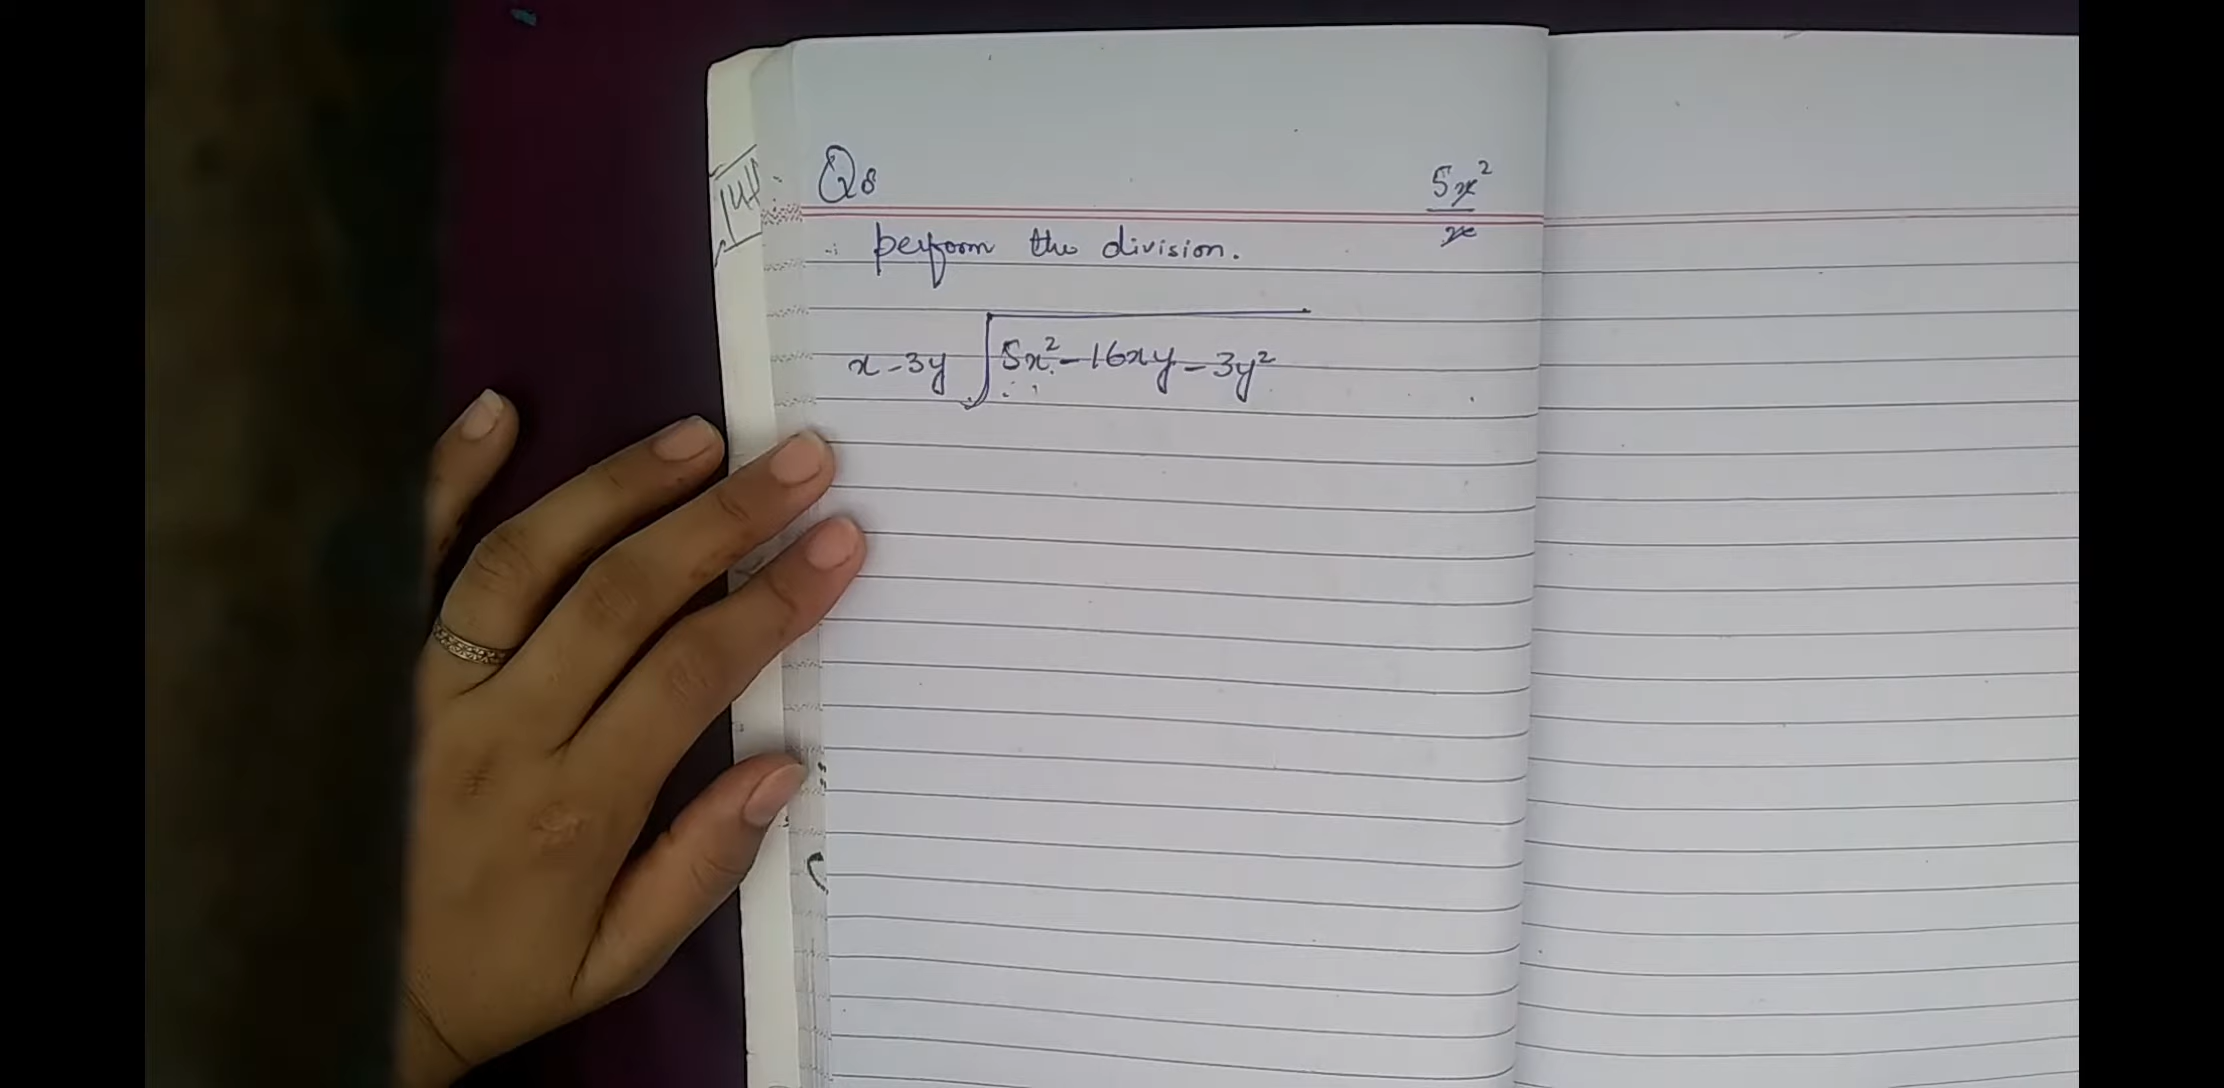 Q8
5x²
x
perform the division.
x - 3y 5x² - 16xy - 3y²